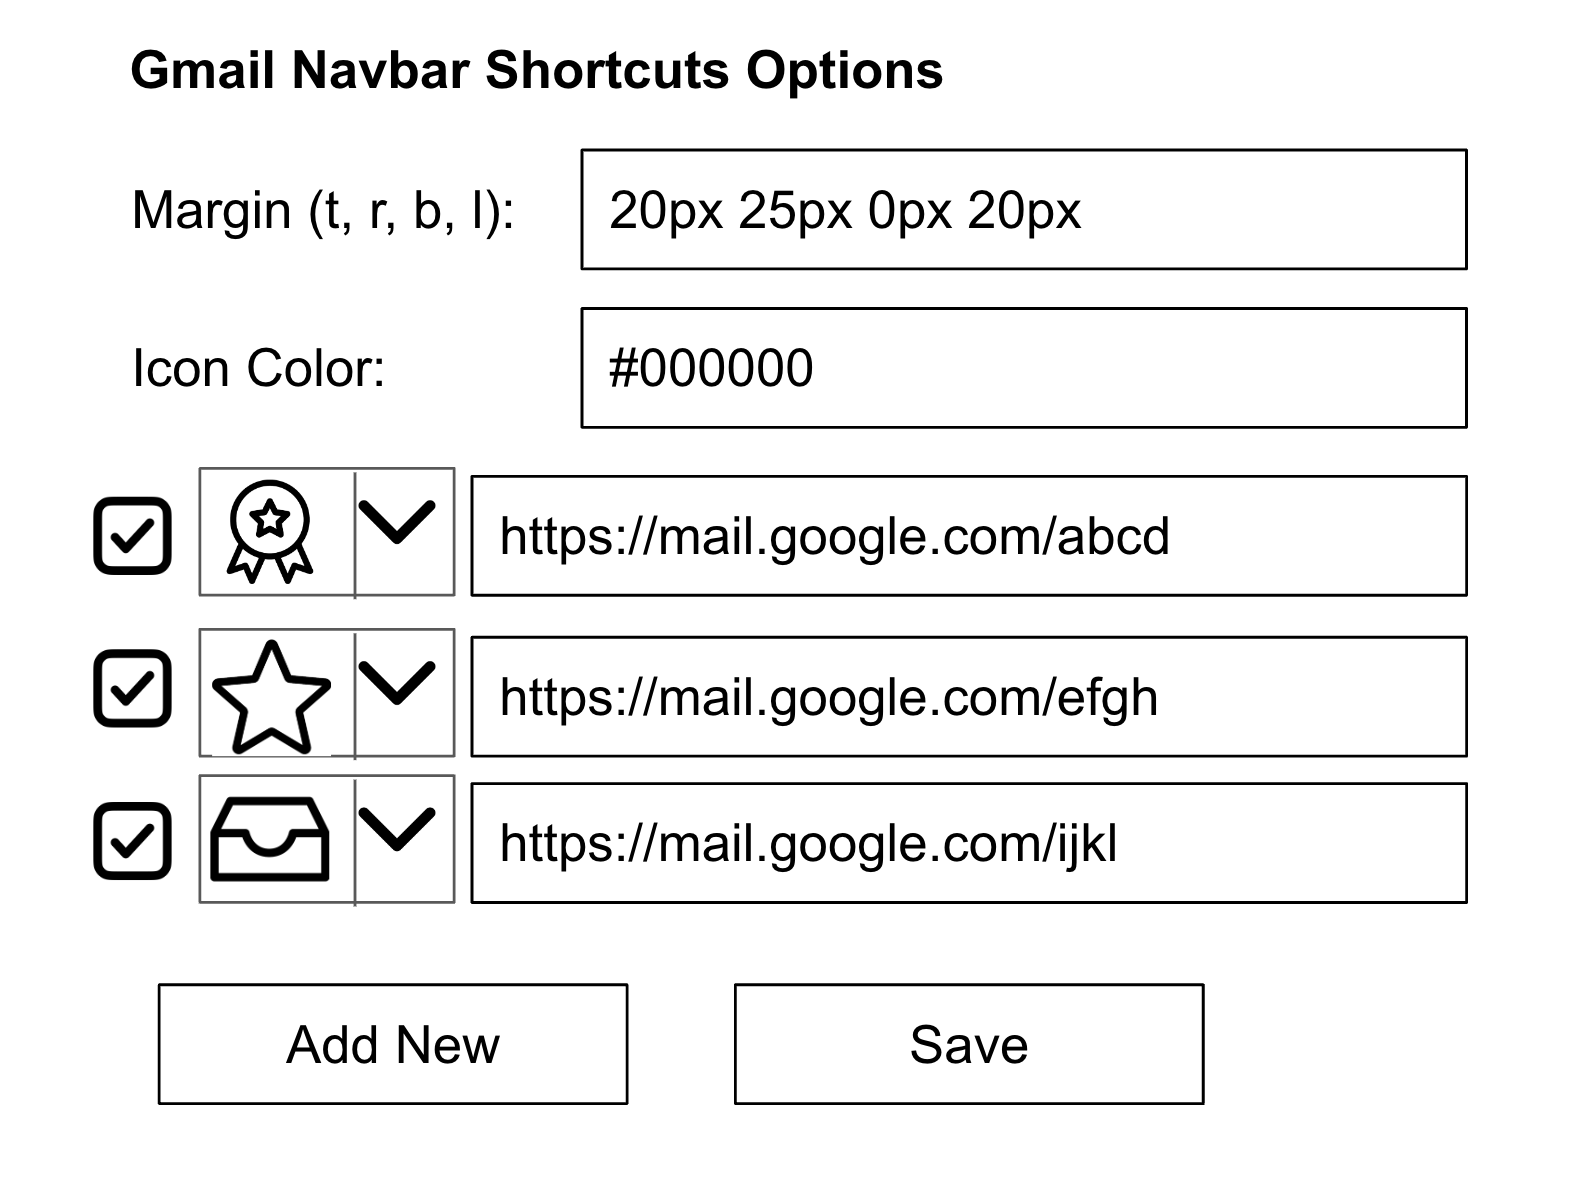 Gmail Navbar Shortcuts Options
Margin (t, r, b, l): 20px 25px 0px 20px
Icon Color: #000000
https://mail.google.com/abcd
https://mail.google.com/efgh
https://mail.google.com/ijkl
Add New Save